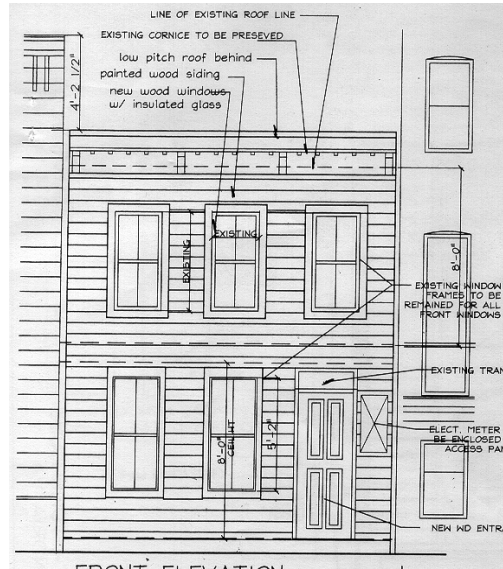 LINE OF EXISTING ROOF LINE
EXISTING CORNICE TO BE PRESEVED
low pitch roof behind
painted wood siding
new wood windows
w/ insulated glass
4'-2 1/2"
EXISTING
EXISTING
8'-0"
EXISTING WINDOW
FRAMES TO BE
REMAINED FOR ALL
FRONT WINDOWS
EXISTING TRAN
8'-0"
CEIL HT
5'-2"
ELECT. METER
BE ENCLOSED
ACCESS PAN
NEW WD ENTRA
FRONT ELEVATION